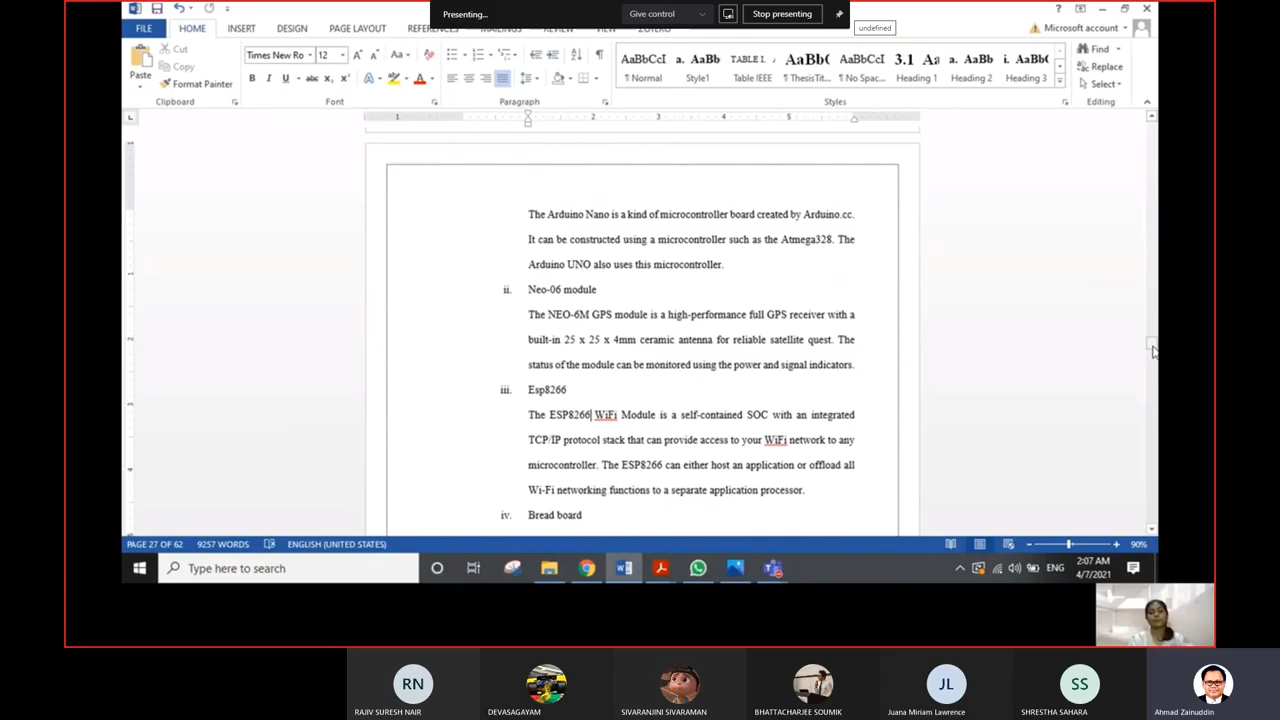 Presenting...
Give control
Stop presenting
undefined
FILE
HOME
INSERT
DESIGN
PAGE LAYOUT
REFERENCES
MAILINGS
REVIEW
VIEW
ZOTERO
Microsoft account
Paste
Cut
Copy
Format Painter
Clipboard
Times New Ro
12
Font
Paragraph
AaBbCcI
¶ Normal
a. AaBb
Style1
TABLE I.
Table IEEE
AaBb(
¶ ThesisTit...
AaBbCcI
¶ No Spac...
3.1 Aa
Heading 1
a. AaBb
Heading 2
i. AaBb(
Heading 3
Styles
Find
Replace
Select
Editing
The Arduino Nano is a kind of microcontroller board created by Arduino.cc.
It can be constructed using a microcontroller such as the Atmega328. The
Arduino UNO also uses this microcontroller.
ii. Neo-06 module
The NEO-6M GPS module is a high-performance full GPS receiver with a
built-in 25 x 25 x 4mm ceramic antenna for reliable satellite quest. The
status of the module can be monitored using the power and signal indicators.
iii. Esp8266
The ESP8266 WiFi Module is a self-contained SOC with an integrated
TCP/IP protocol stack that can provide access to your WiFi network to any
microcontroller. The ESP8266 can either host an application or offload all
Wi-Fi networking functions to a separate application processor.
iv. Bread board
PAGE 27 OF 62
9257 WORDS
ENGLISH (UNITED STATES)
90%
Type here to search
ENG
2:07 AM
4/7/2021
RN
RAJIV SURESH NAIR
DEVASAGAYAM
SIVARANJINI SIVARAMAN
BHATTACHARJEE SOUMIK
JL
Juana Miriam Lawrence
SS
SHRESTHA SAHARA
Ahmad Zainuddin